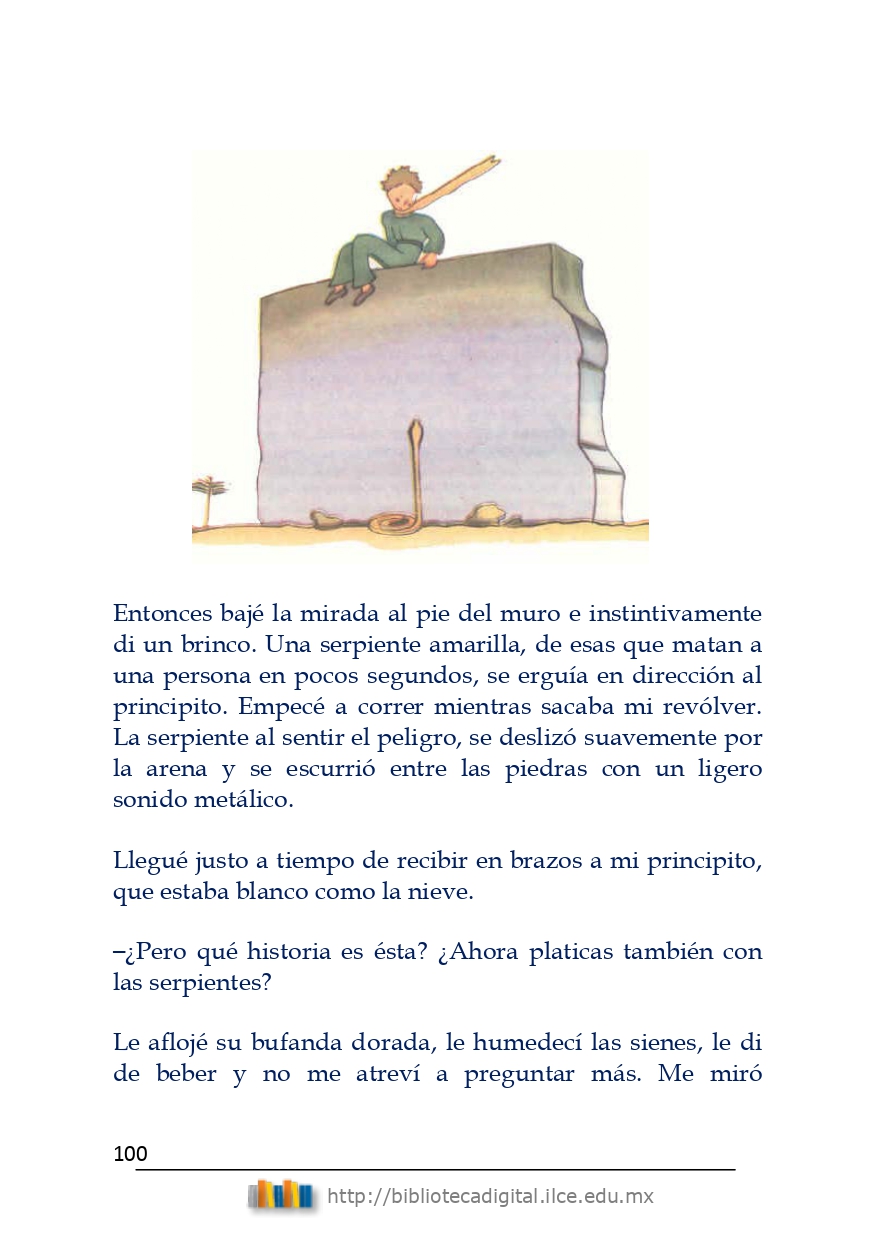 Entonces bajé la mirada al pie del muro e instintivamente
di un brinco. Una serpiente amarilla, de esas que matan a
una persona en pocos segundos, se erguía en dirección al
principito. Empecé a correr mientras sacaba mi revólver.
La serpiente al sentir el peligro, se deslizó suavemente por
la arena y se escurrió entre las piedras con un ligero
sonido metálico.
Llegué justo a tiempo de recibir en brazos a mi principito,
que estaba blanco como la nieve.
–¿Pero qué historia es ésta? ¿Ahora platicas también con
las serpientes?
Le aflojé su bufanda dorada, le humedecí las sienes, le di
de beber y no me atreví a preguntar más. Me miró
100
http://bibliotecadigital.ilce.edu.mx